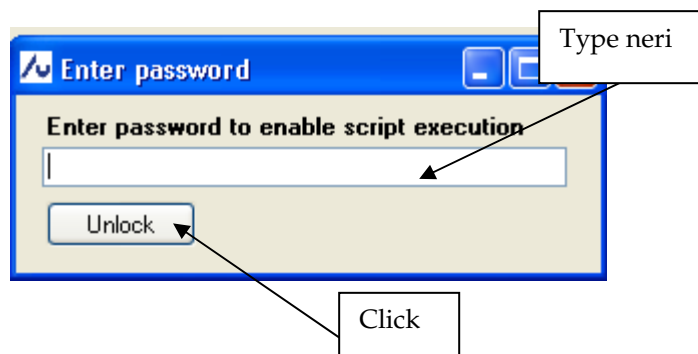 Type neri
Enter password
Enter password to enable script execution
Unlock
Click